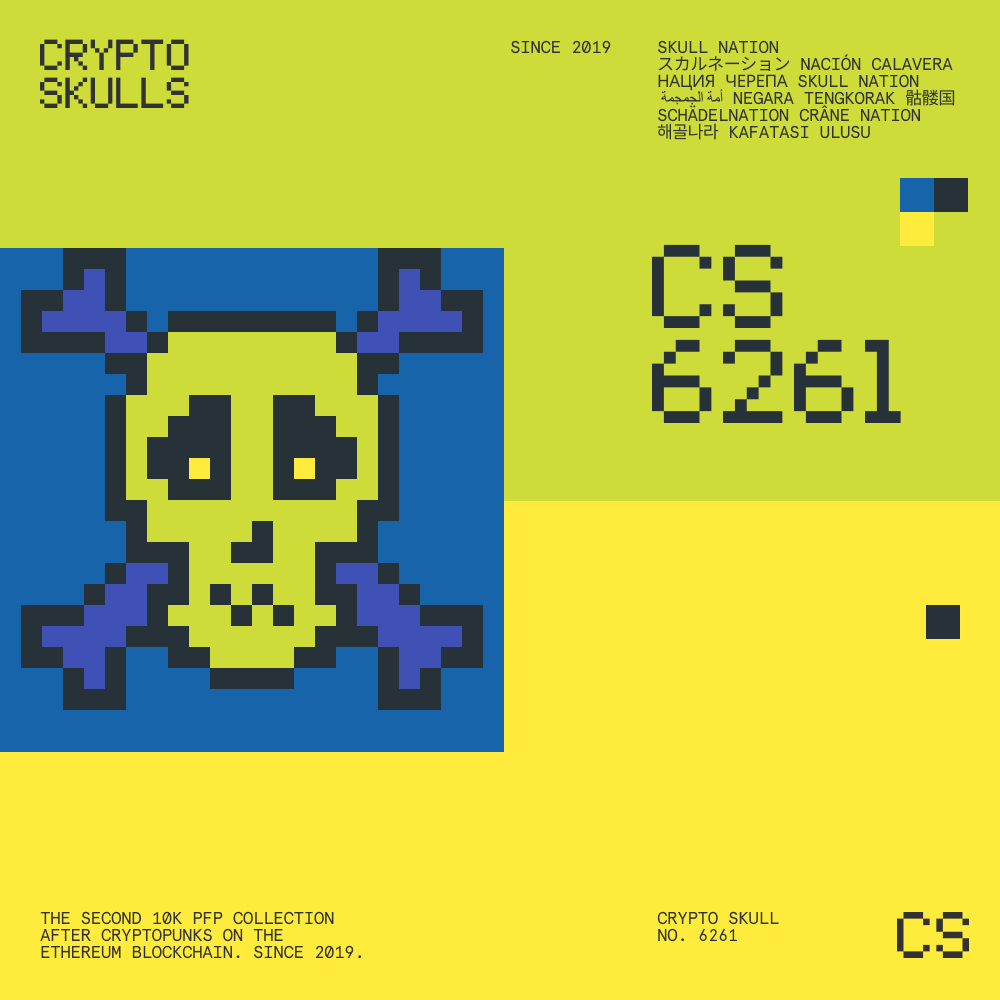 CRYPTO
SKULLS
SINCE 2019
SKULL NATION
スカルネーション NACIÓN CALAVERA
НАЦИЯ ЧЕРЕПА SKULL NATION
أمة الجمجمة NEGARA TENGKORAK 骷髅国
SCHÄDELNATION CRÂNE NATION
해골나라 KAFATASI ULUSU
CS
6261
THE SECOND 10K PFP COLLECTION
AFTER CRYPTOPUNKS ON THE
ETHEREUM BLOCKCHAIN. SINCE 2019.
CRYPTO SKULL
NO. 6261
CS